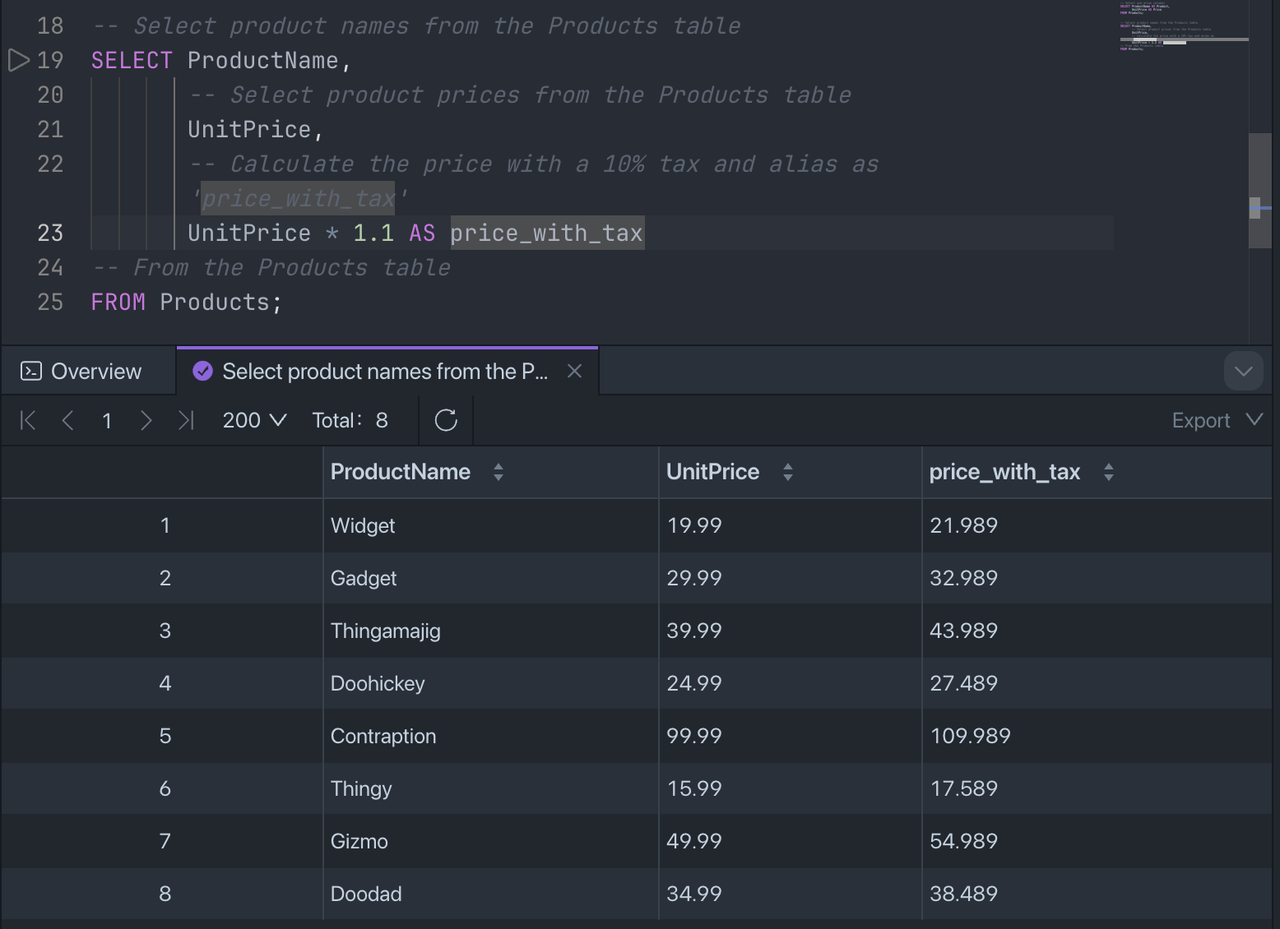 18 -- Select product names from the Products table
19 SELECT ProductName,
20 -- Select product prices from the Products table
21 UnitPrice,
22 -- Calculate the price with a 10% tax and alias as
'price_with_tax'
23 UnitPrice * 1.1 AS price_with_tax
24 -- From the Products table
25 FROM Products;
Overview Select product names from the P...
1 200 Total: 8 Export
ProductName UnitPrice price_with_tax
1 Widget 19.99 21.989
2 Gadget 29.99 32.989
3 Thingamajig 39.99 43.989
4 Doohickey 24.99 27.489
5 Contraption 99.99 109.989
6 Thingy 15.99 17.589
7 Gizmo 49.99 54.989
8 Doodad 34.99 38.489